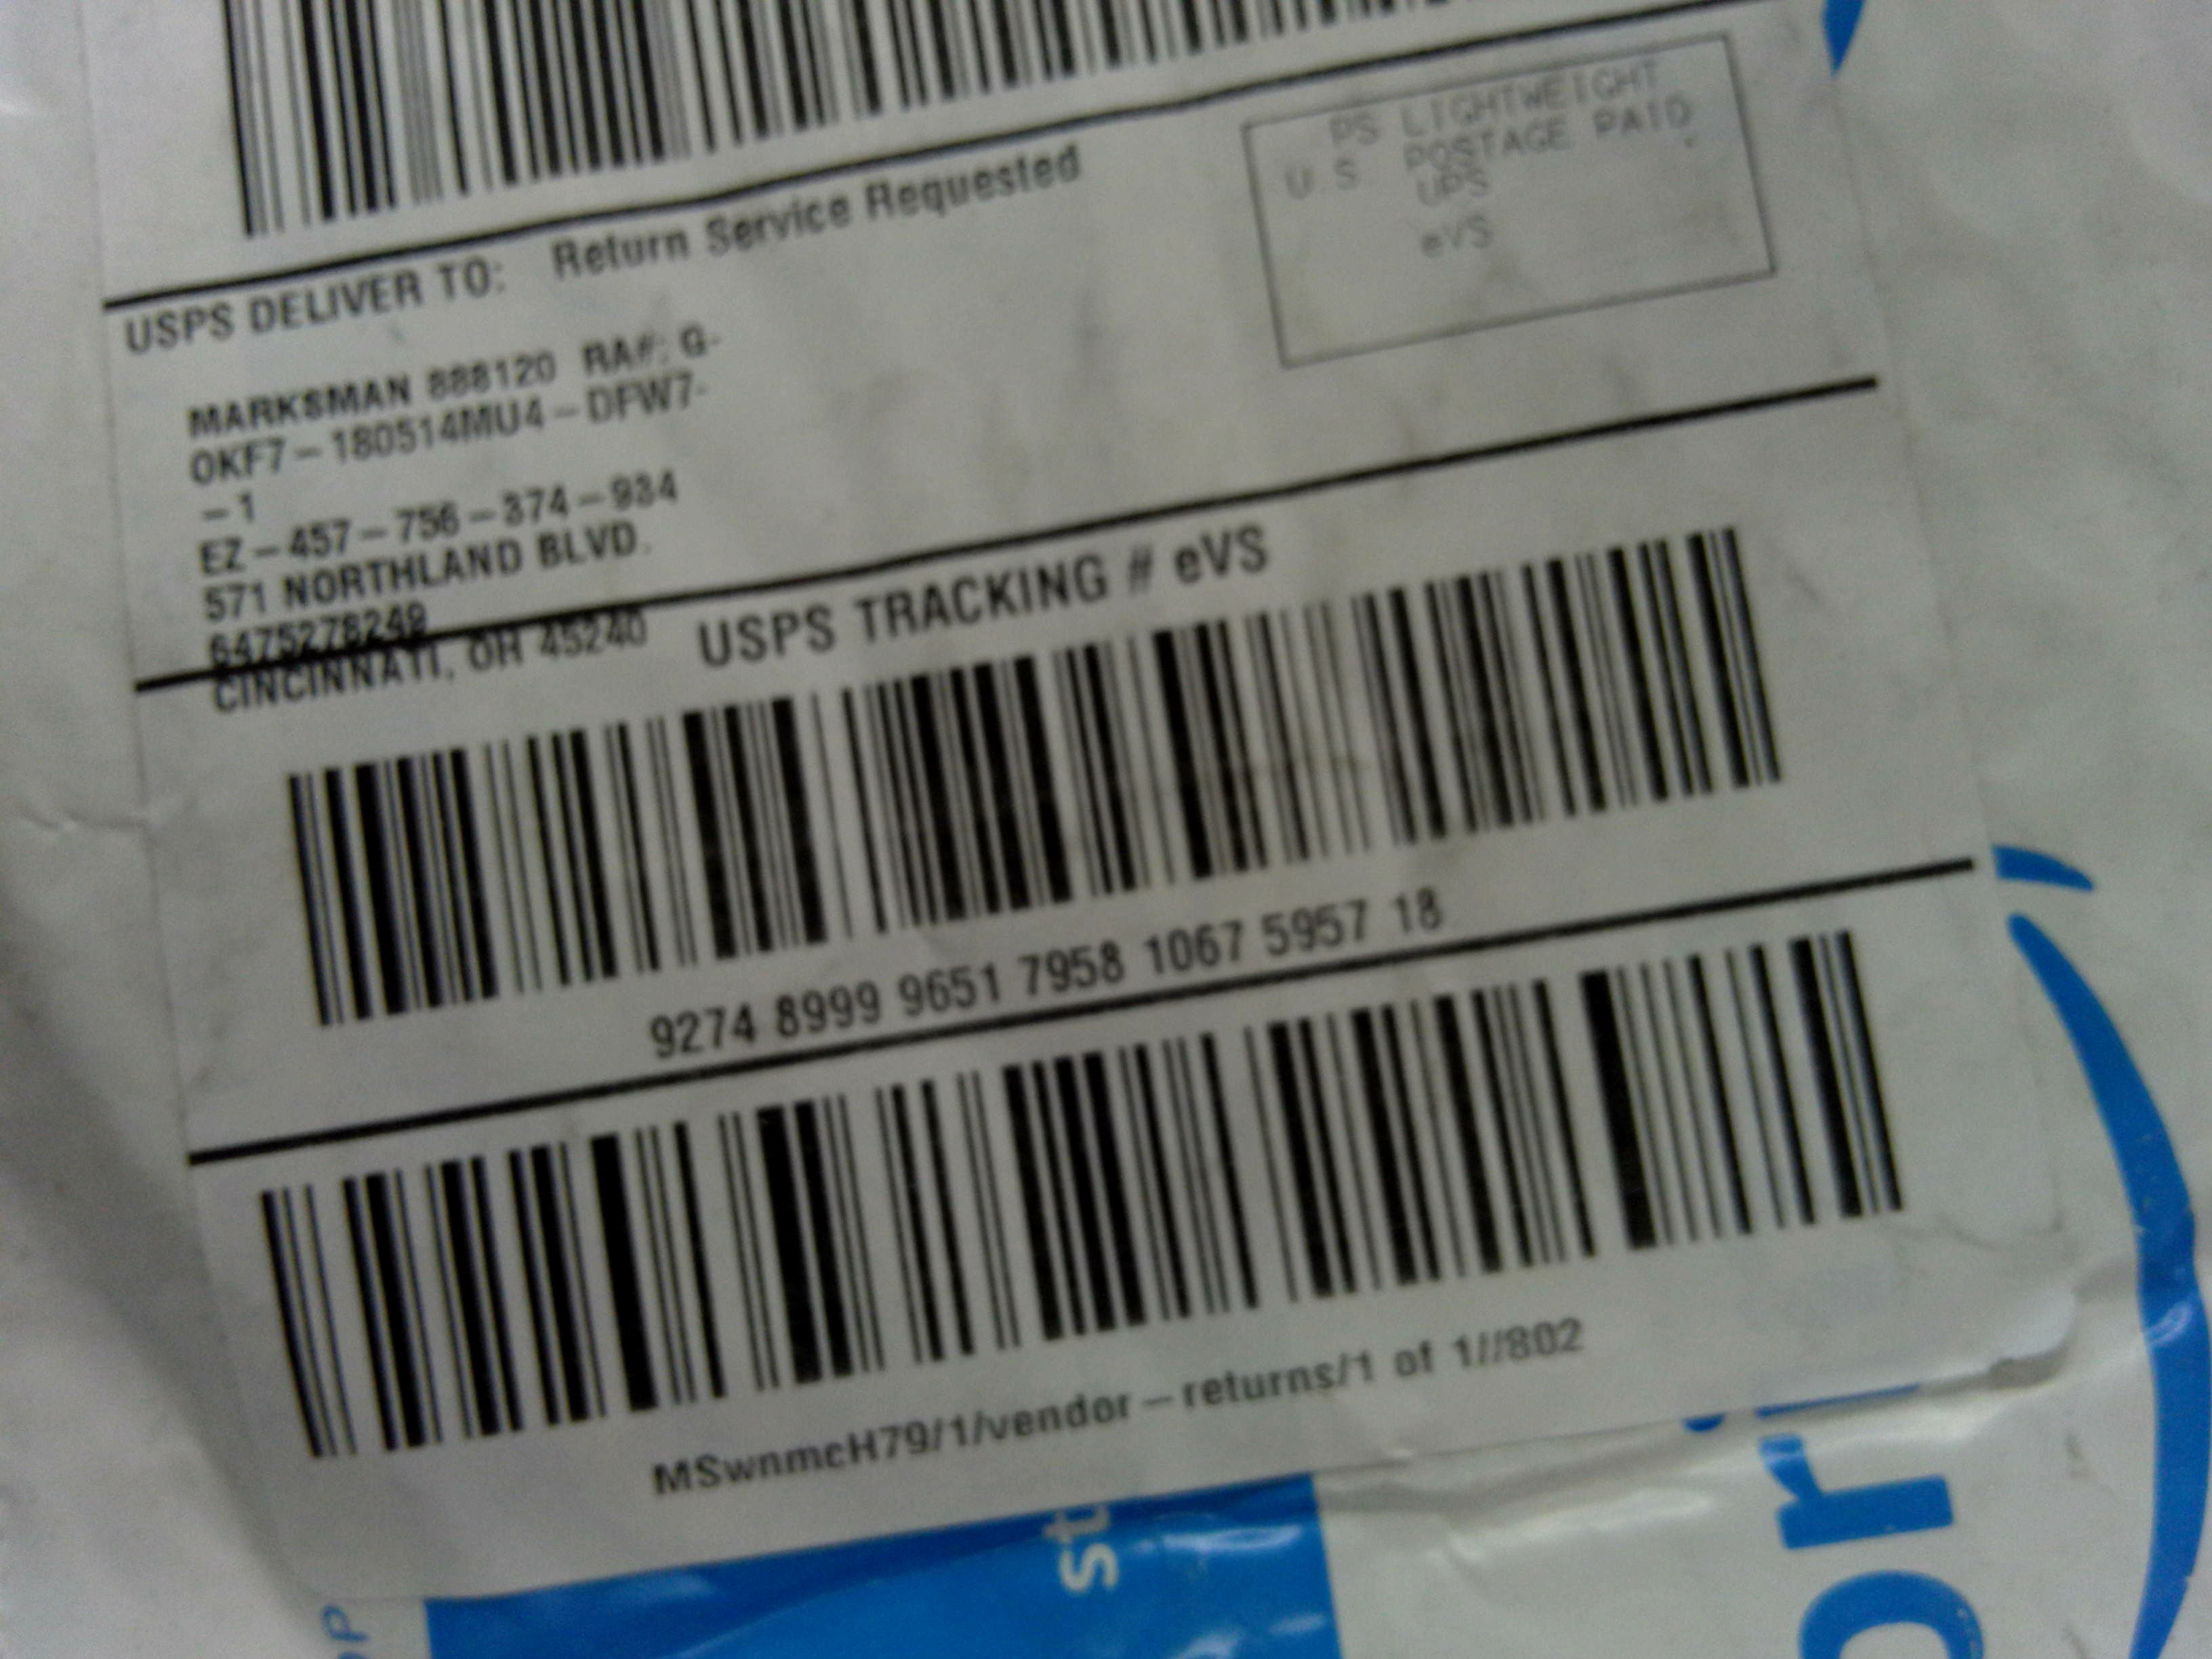 PS LIGHTWEIGHT
U.S. POSTAGE PAID
UPS
eVS
USPS DELIVER TO: Return Service Requested
MARKSMAN 888120 RA#: G-
OKF7-180514MU4-DFW7-
-1
EZ-457-756-374-934
571 NORTHLAND BLVD.
6475278249
CINCINNATI, OH 45240
USPS TRACKING # eVS
9274 8999 9651 7958 1067 5957 18
MSwnmcH79/1/vendor-returns/1 of 1//802
st